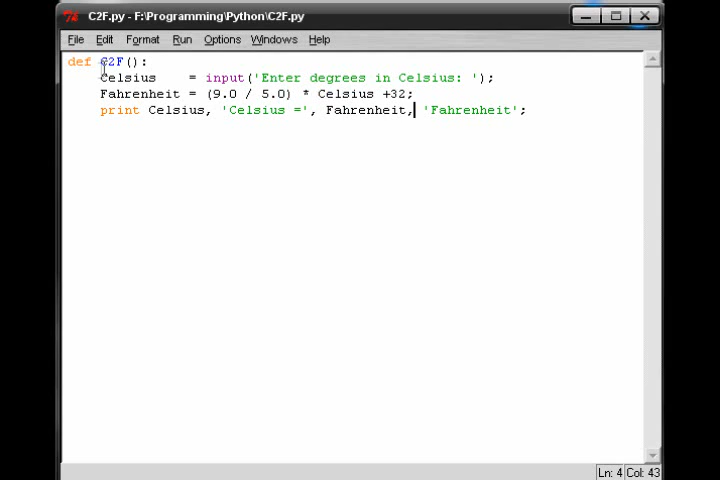 C2F.py - F:\Programming\Python\C2F.py
File Edit Format Run Options Windows Help
def C2F():
Celsius    = input('Enter degrees in Celsius: ');
Fahrenheit = (9.0 / 5.0) * Celsius +32;
print Celsius, 'Celsius =', Fahrenheit, 'Fahrenheit';
Ln: 4 Col: 43